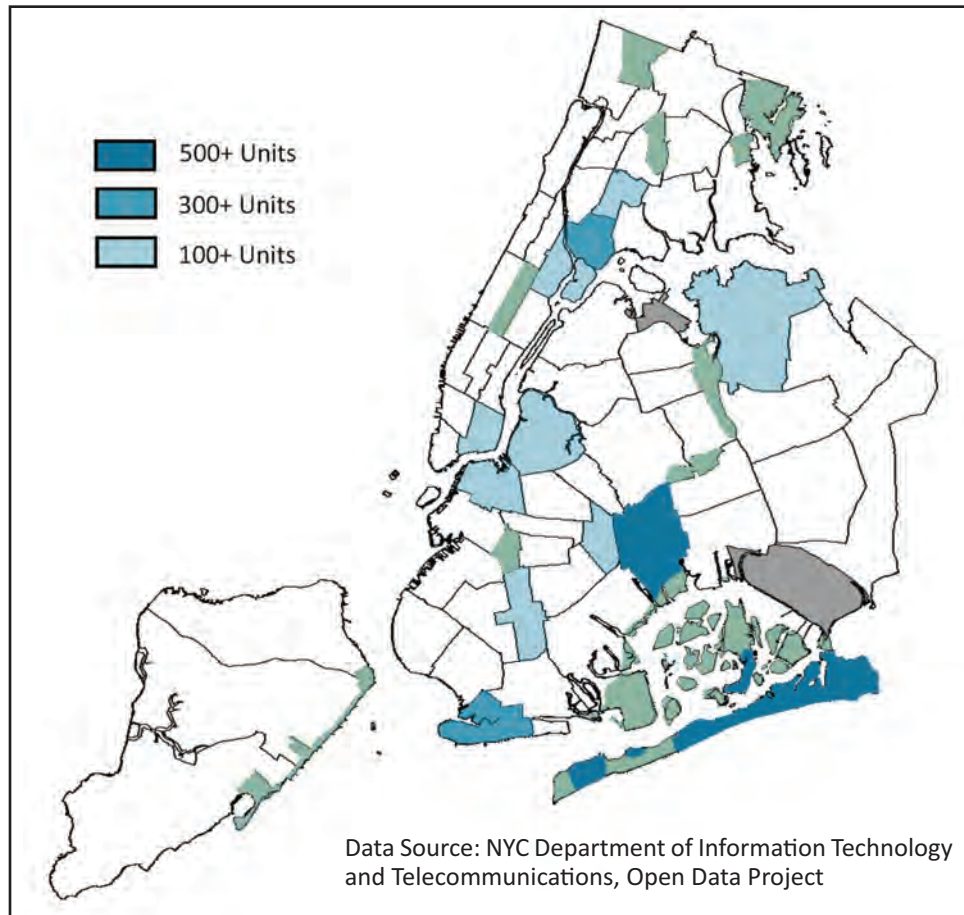 500+ Units
300+ Units
100+ Units
Data Source: NYC Department of Information Technology
and Telecommunications, Open Data Project